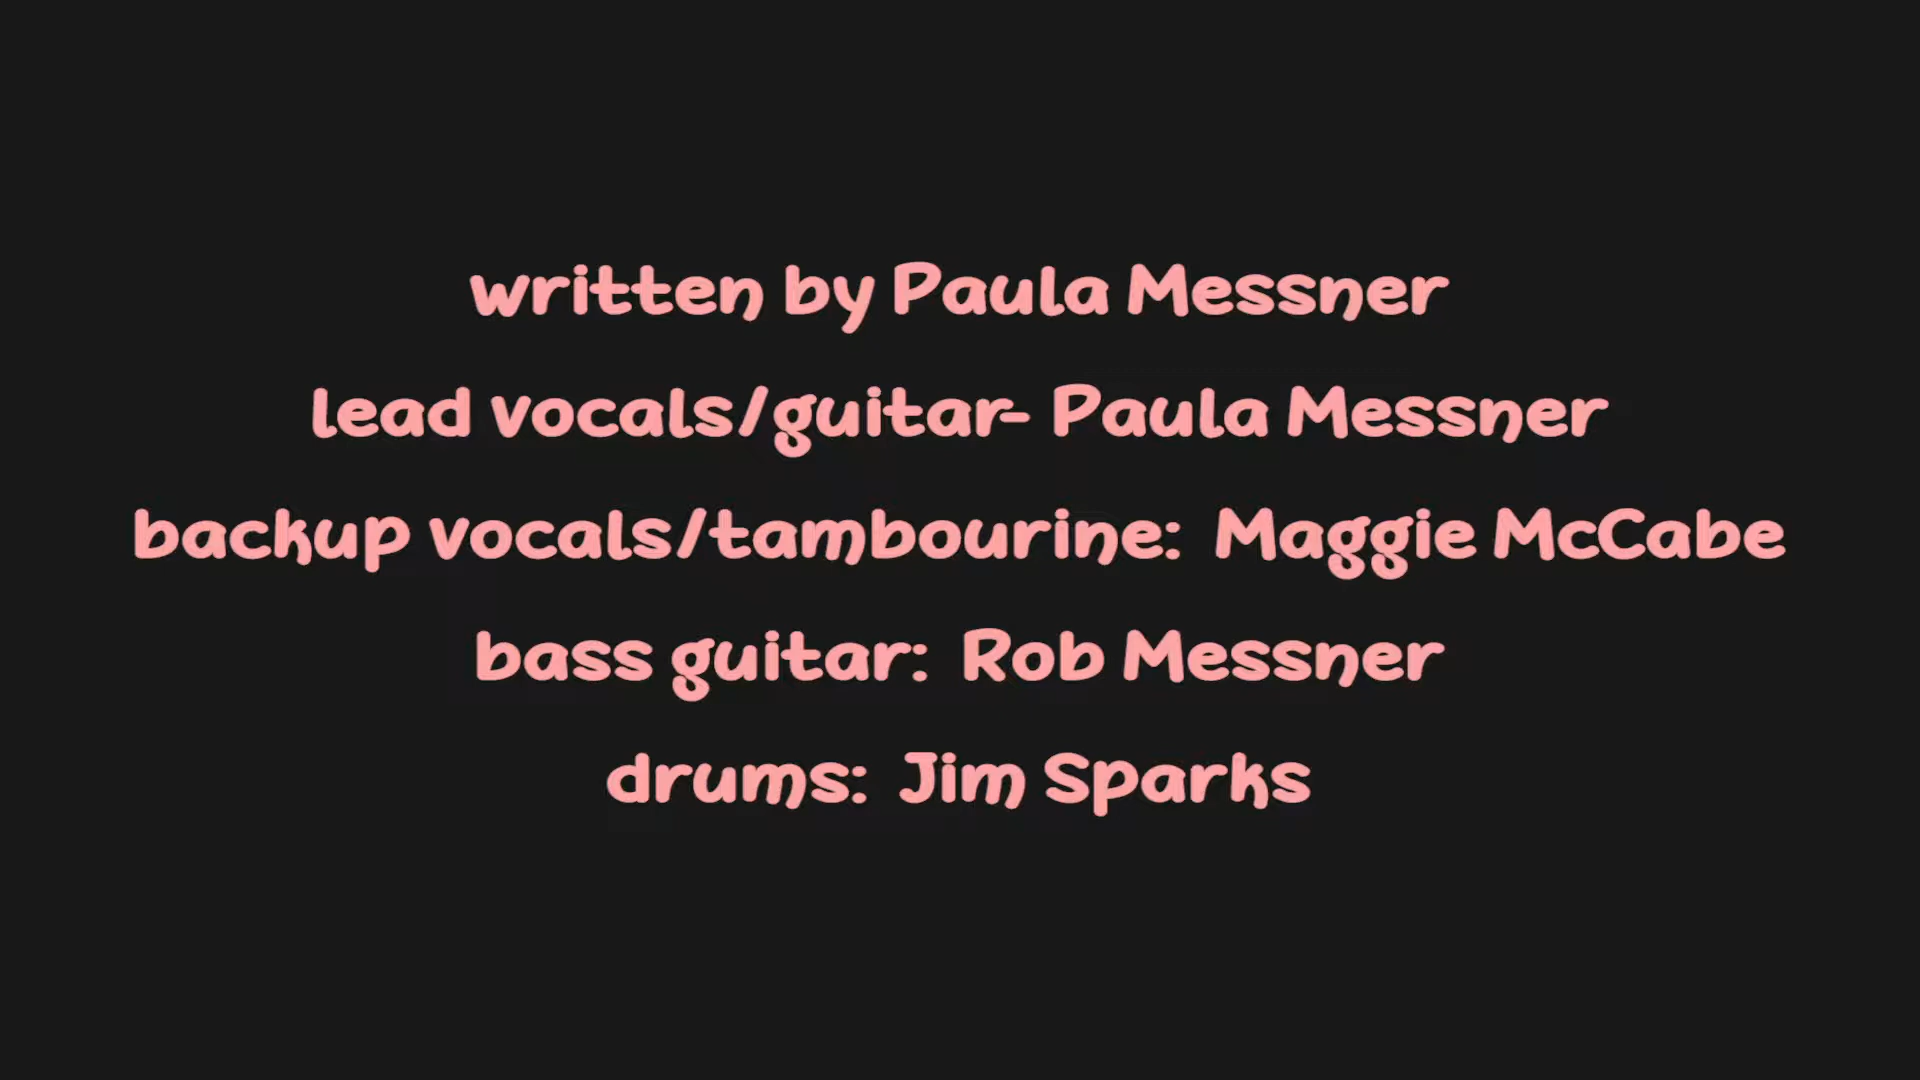 written by Paula Messner
lead vocals/guitar- Paula Messner
backup vocals/tambourine:  Maggie McCabe
bass guitar:  Rob Messner
drums:  Jim Sparks